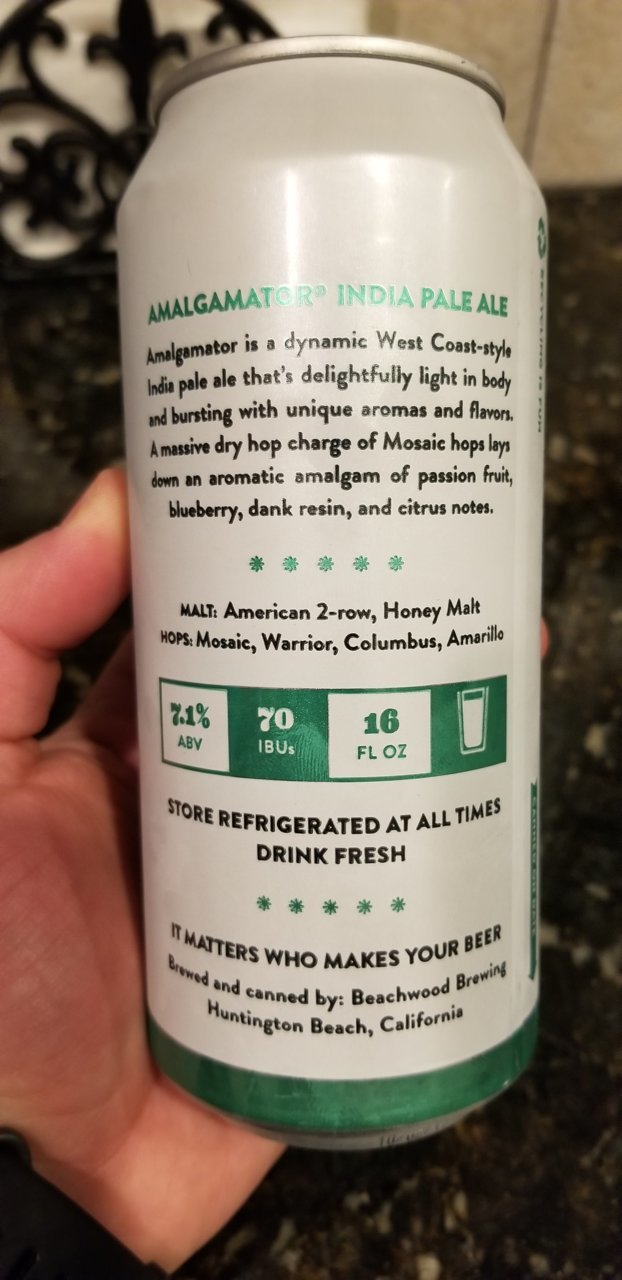 AMALGAMATOR® INDIA PALE ALE
Amalgamator is a dynamic West Coast-style
India pale ale that's delightfully light in body
and bursting with unique aromas and flavors.
A massive dry hop charge of Mosaic hops lays
down an aromatic amalgam of passion fruit,
blueberry, dank resin, and citrus notes.
MALT: American 2-row, Honey Malt
HOPS: Mosaic, Warrior, Columbus, Amarillo
7.1% 70 16
ABV IBUs FL OZ
STORE REFRIGERATED AT ALL TIMES
DRINK FRESH
IT MATTERS WHO MAKES YOUR BEER
Brewed and canned by: Beachwood Brewing
Huntington Beach, California
RECYCLING IS FUN